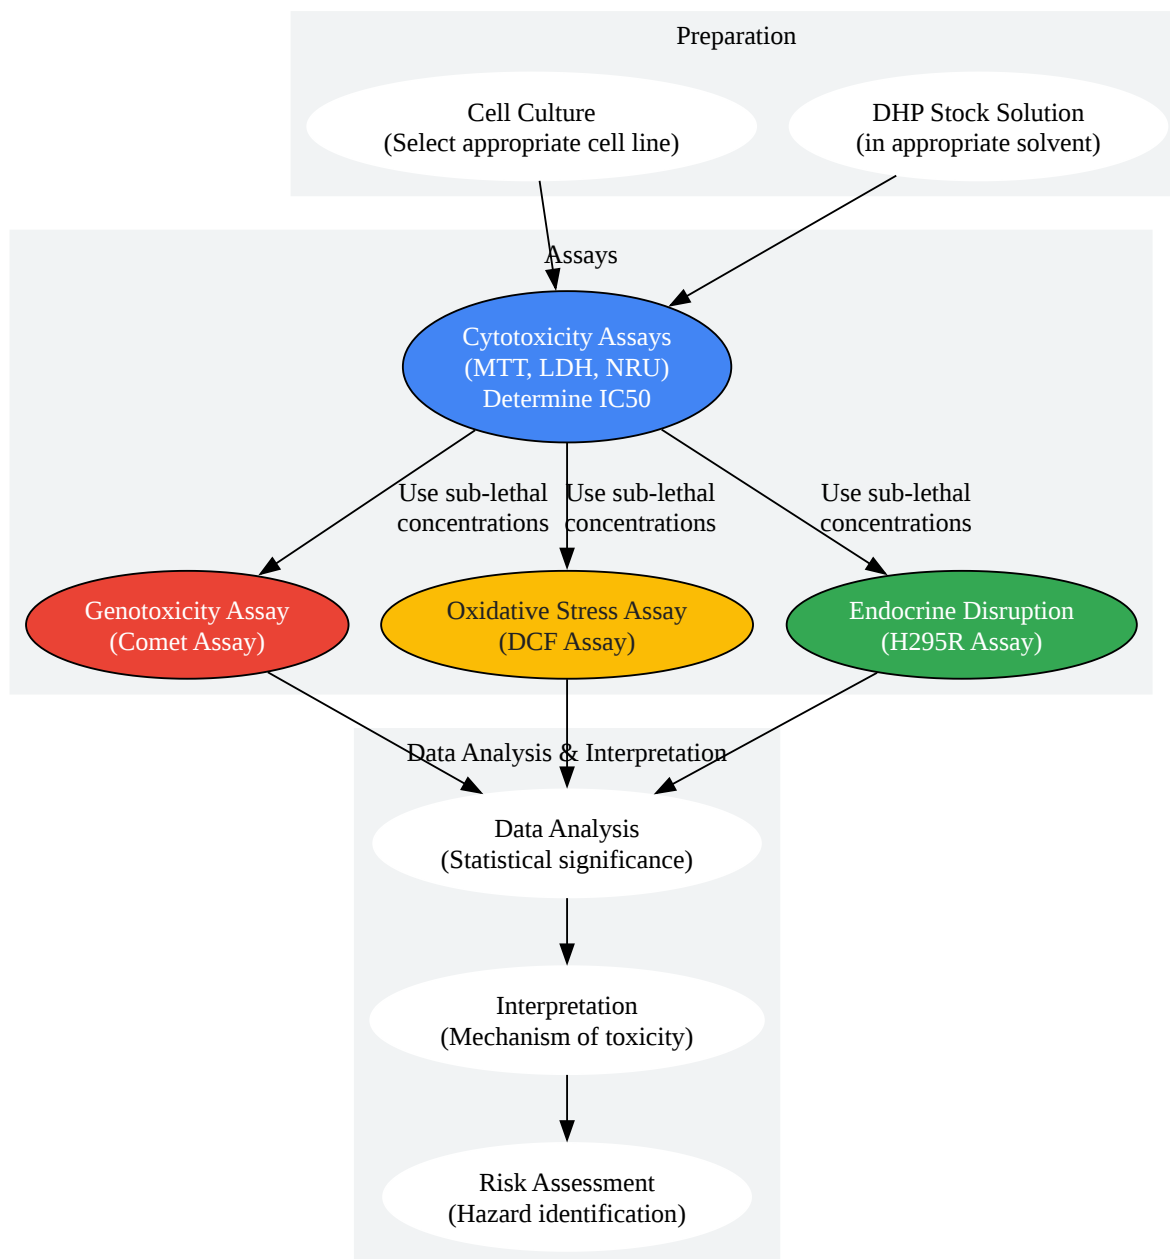 Preparation
Cell Culture
(Select appropriate cell line)
DHP Stock Solution
(in appropriate solvent)
Assays
Cytotoxicity Assays
(MTT, LDH, NRU)
Determine IC50
Use sub-lethal
concentrations
Use sub-lethal
concentrations
Use sub-lethal
concentrations
Genotoxicity Assay
(Comet Assay)
Oxidative Stress Assay
(DCF Assay)
Endocrine Disruption
(H295R Assay)
Data Analysis & Interpretation
Data Analysis
(Statistical significance)
Interpretation
(Mechanism of toxicity)
Risk Assessment
(Hazard identification)